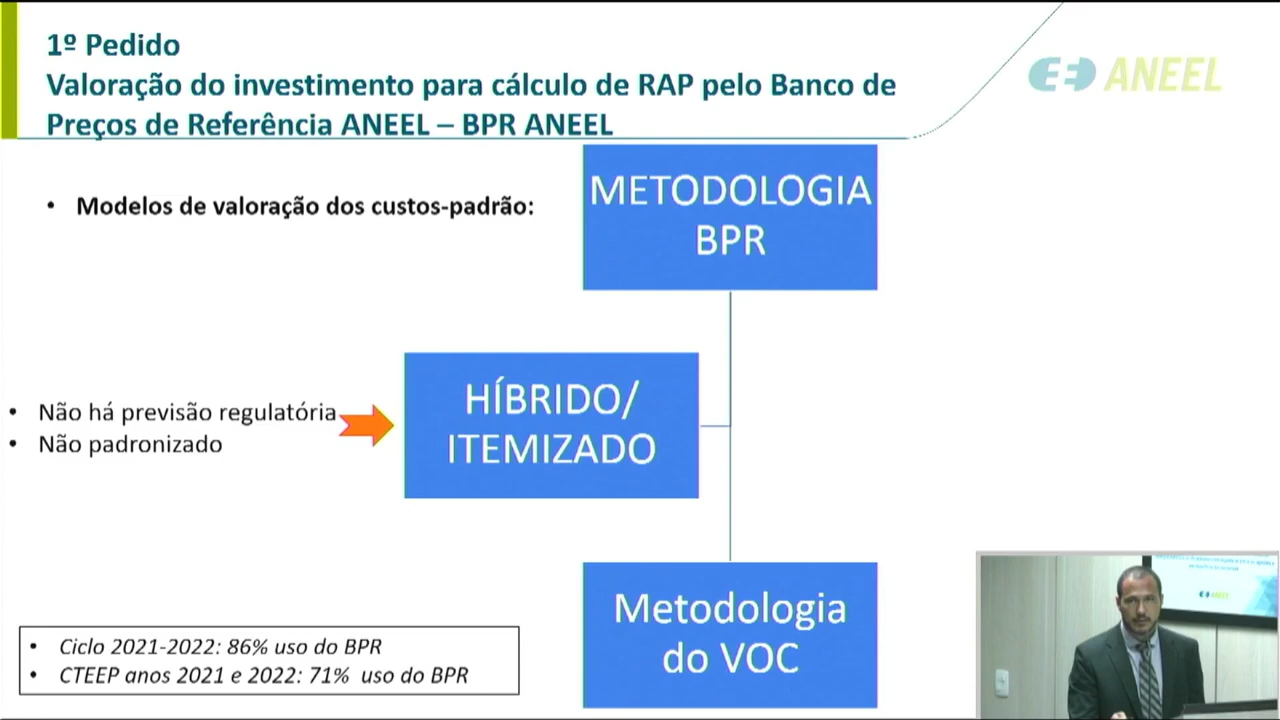 1º Pedido
Valoração do investimento para cálculo de RAP pelo Banco de
Preços de Referência ANEEL – BPR ANEEL
ANEEL
• Modelos de valoração dos custos-padrão:
METODOLOGIA
BPR
HÍBRIDO/
ITEMIZADO
• Não há previsão regulatória
• Não padronizado
Metodologia
do VOC
• Ciclo 2021-2022: 86% uso do BPR
• CTEEP anos 2021 e 2022: 71% uso do BPR
ANEEL